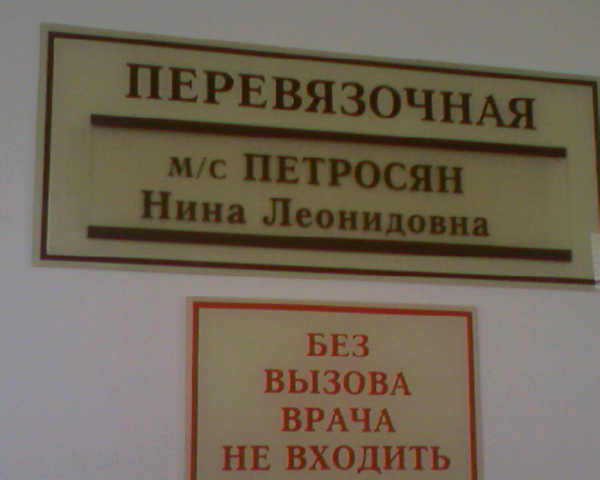 ПЕРЕВЯЗОЧНАЯ
М/С ПЕТРОСЯН
Нина Леонидовна
БЕЗ
ВЫЗОВА
ВРАЧА
НЕ ВХОДИТЬ